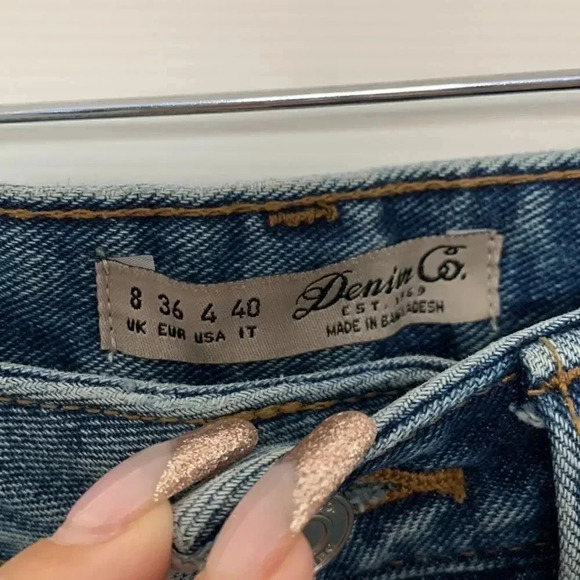 8 36 4 40
UK EUR USA IT
Denim Co.
EST. 1969
MADE IN BANGLADESH